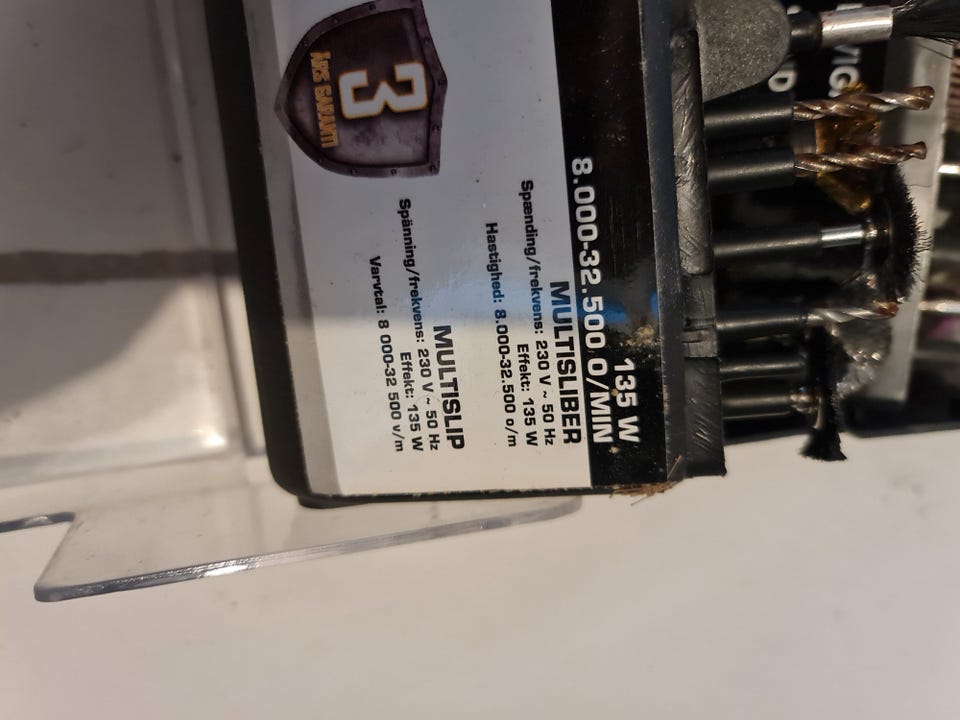 135 W
8.000-32.500 O/MIN
MULTISLIBER
Spænding/frekvens: 230 V ~ 50 Hz
Effekt: 135 W
Hastighed: 8.000-32.500 o/m
MULTISLIP
Spänning/frekvens: 230 V ~ 50 Hz
Effekt: 135 W
Varvtal: 8 000-32 500 v/m
3
ÅRS GARANTI